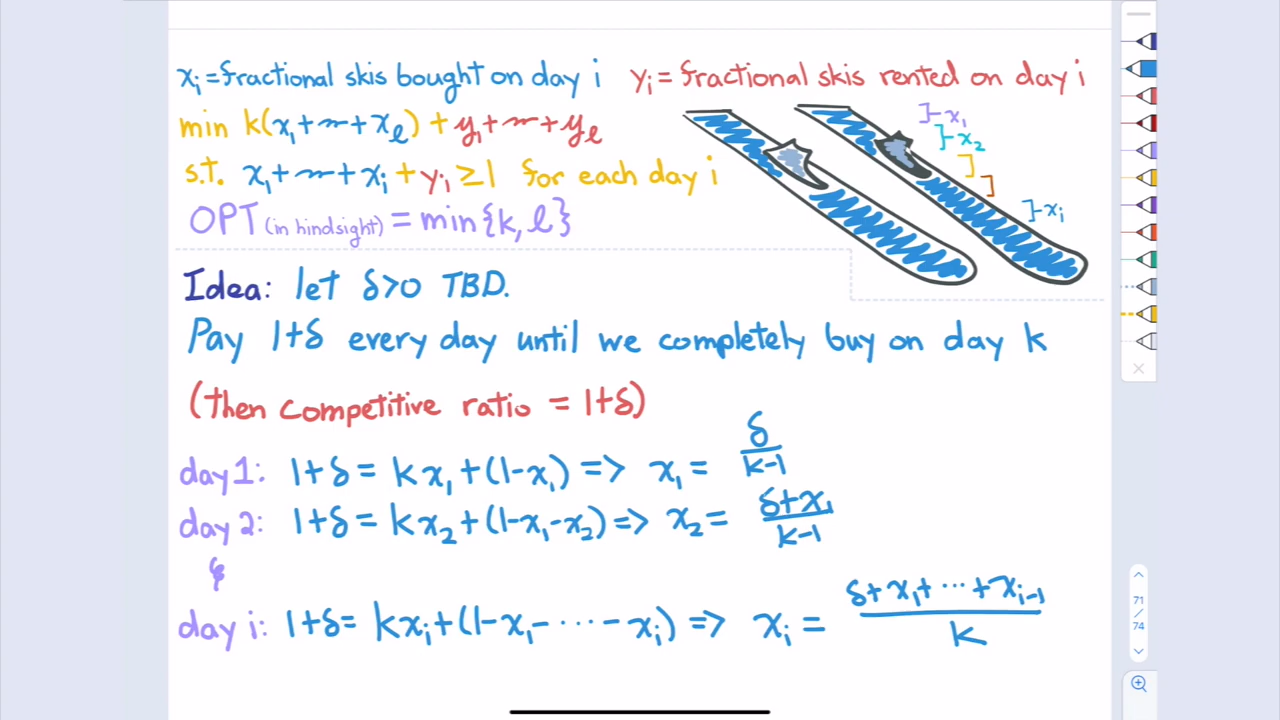 xᵢ = fractional skis bought on day i
yᵢ = fractional skis rented on day i
min k(x₁+⋯+x_ℓ) + y₁+⋯+y_ℓ
s.t. x₁+⋯+xᵢ + yᵢ ≥ 1 for each day i
OPT (in hindsight) = min{k, ℓ}
x₁
x₂
xᵢ
Idea: let δ>0 TBD.
Pay 1+δ every day until we completely buy on day k
(then competitive ratio = 1+δ)
day 1: 1+δ = kx₁+(1-x₁) => x₁ = δ/(k-1)
day 2: 1+δ = kx₂+(1-x₁-x₂) => x₂ = (δ+x₁)/(k-1)
day i: 1+δ = kxᵢ+(1-x₁-⋯-xᵢ) => xᵢ = (δ+x₁+⋯+xᵢ₋₁)/k
71
/
74